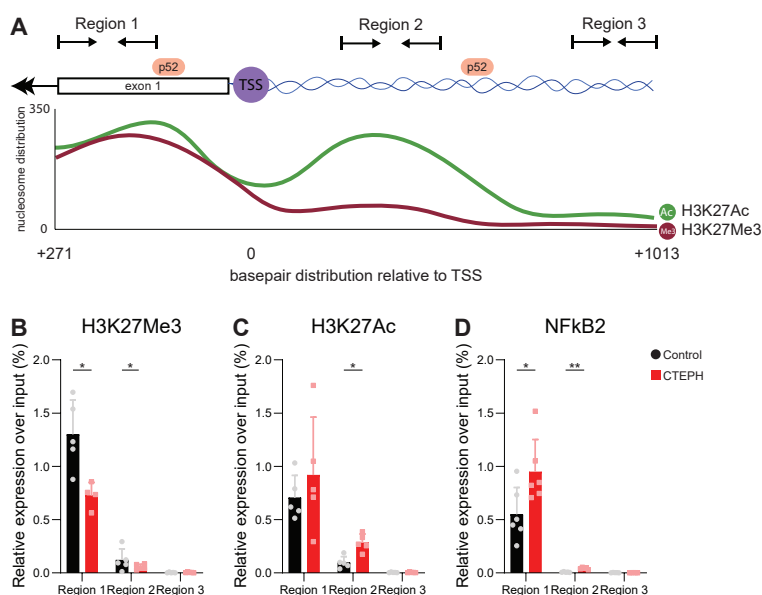 A
Region 1
Region 2
Region 3
p52
p52
exon 1
TSS
nucleosome distribution
350
0
Ac H3K27Ac
Me3 H3K27Me3
+271
0
+1013
basepair distribution relative to TSS
B
H3K27Me3
Relative expression over input (%)
2.0
1.5
1.0
0.5
0.0
*
*
Region 1 Region 2 Region 3
C
H3K27Ac
Relative expression over input (%)
2.0
1.5
1.0
0.5
0.0
*
Region 1 Region 2 Region 3
D
NFkB2
Relative expression over input (%)
2.0
1.5
1.0
0.5
0.0
*
**
Region 1 Region 2 Region 3
Control
CTEPH